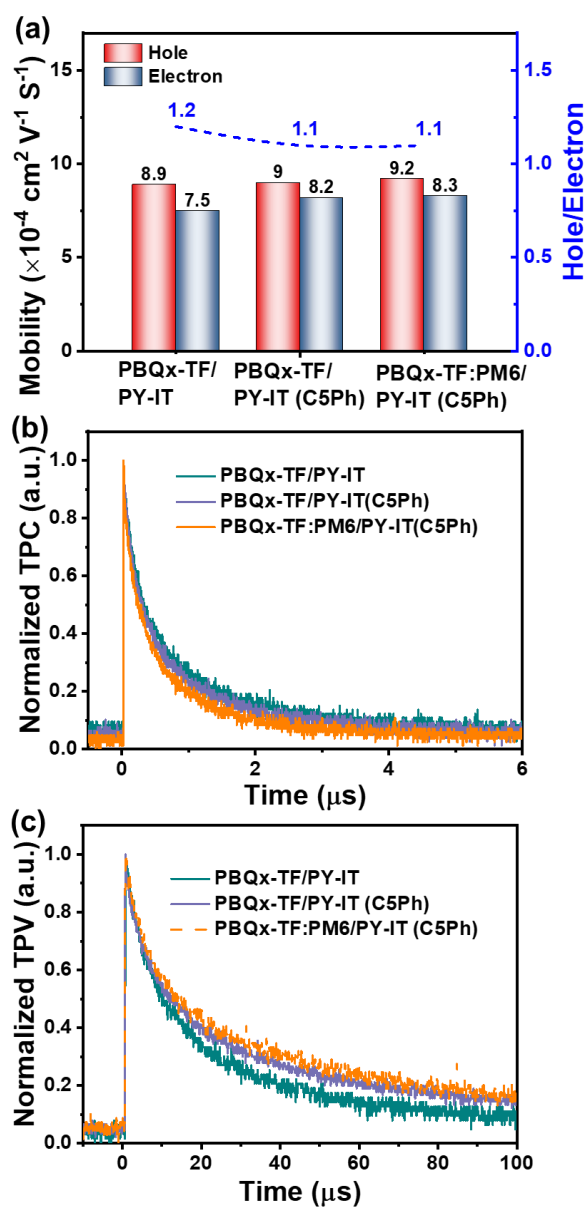 (a)
Hole
Electron
15
10
5
0
Mobility (×10⁻⁴ cm² V⁻¹ S⁻¹)
1.5
1.0
0.5
0.0
Hole/Electron
1.2
1.1
1.1
8.9
7.5
9
8.2
9.2
8.3
PBQx-TF/
PY-IT
PBQx-TF/
PY-IT (C5Ph)
PBQx-TF:PM6/
PY-IT (C5Ph)
(b)
PBQx-TF/PY-IT
PBQx-TF/PY-IT(C5Ph)
PBQx-TF:PM6/PY-IT(C5Ph)
1.0
0.8
0.6
0.4
0.2
0.0
Normalized TPC (a.u.)
0
2
4
6
Time (μs)
(c)
PBQx-TF/PY-IT
PBQx-TF/PY-IT (C5Ph)
PBQx-TF:PM6/PY-IT (C5Ph)
1.0
0.8
0.6
0.4
0.2
0.0
Normalized TPV (a.u.)
0
20
40
60
80
100
Time (μs)